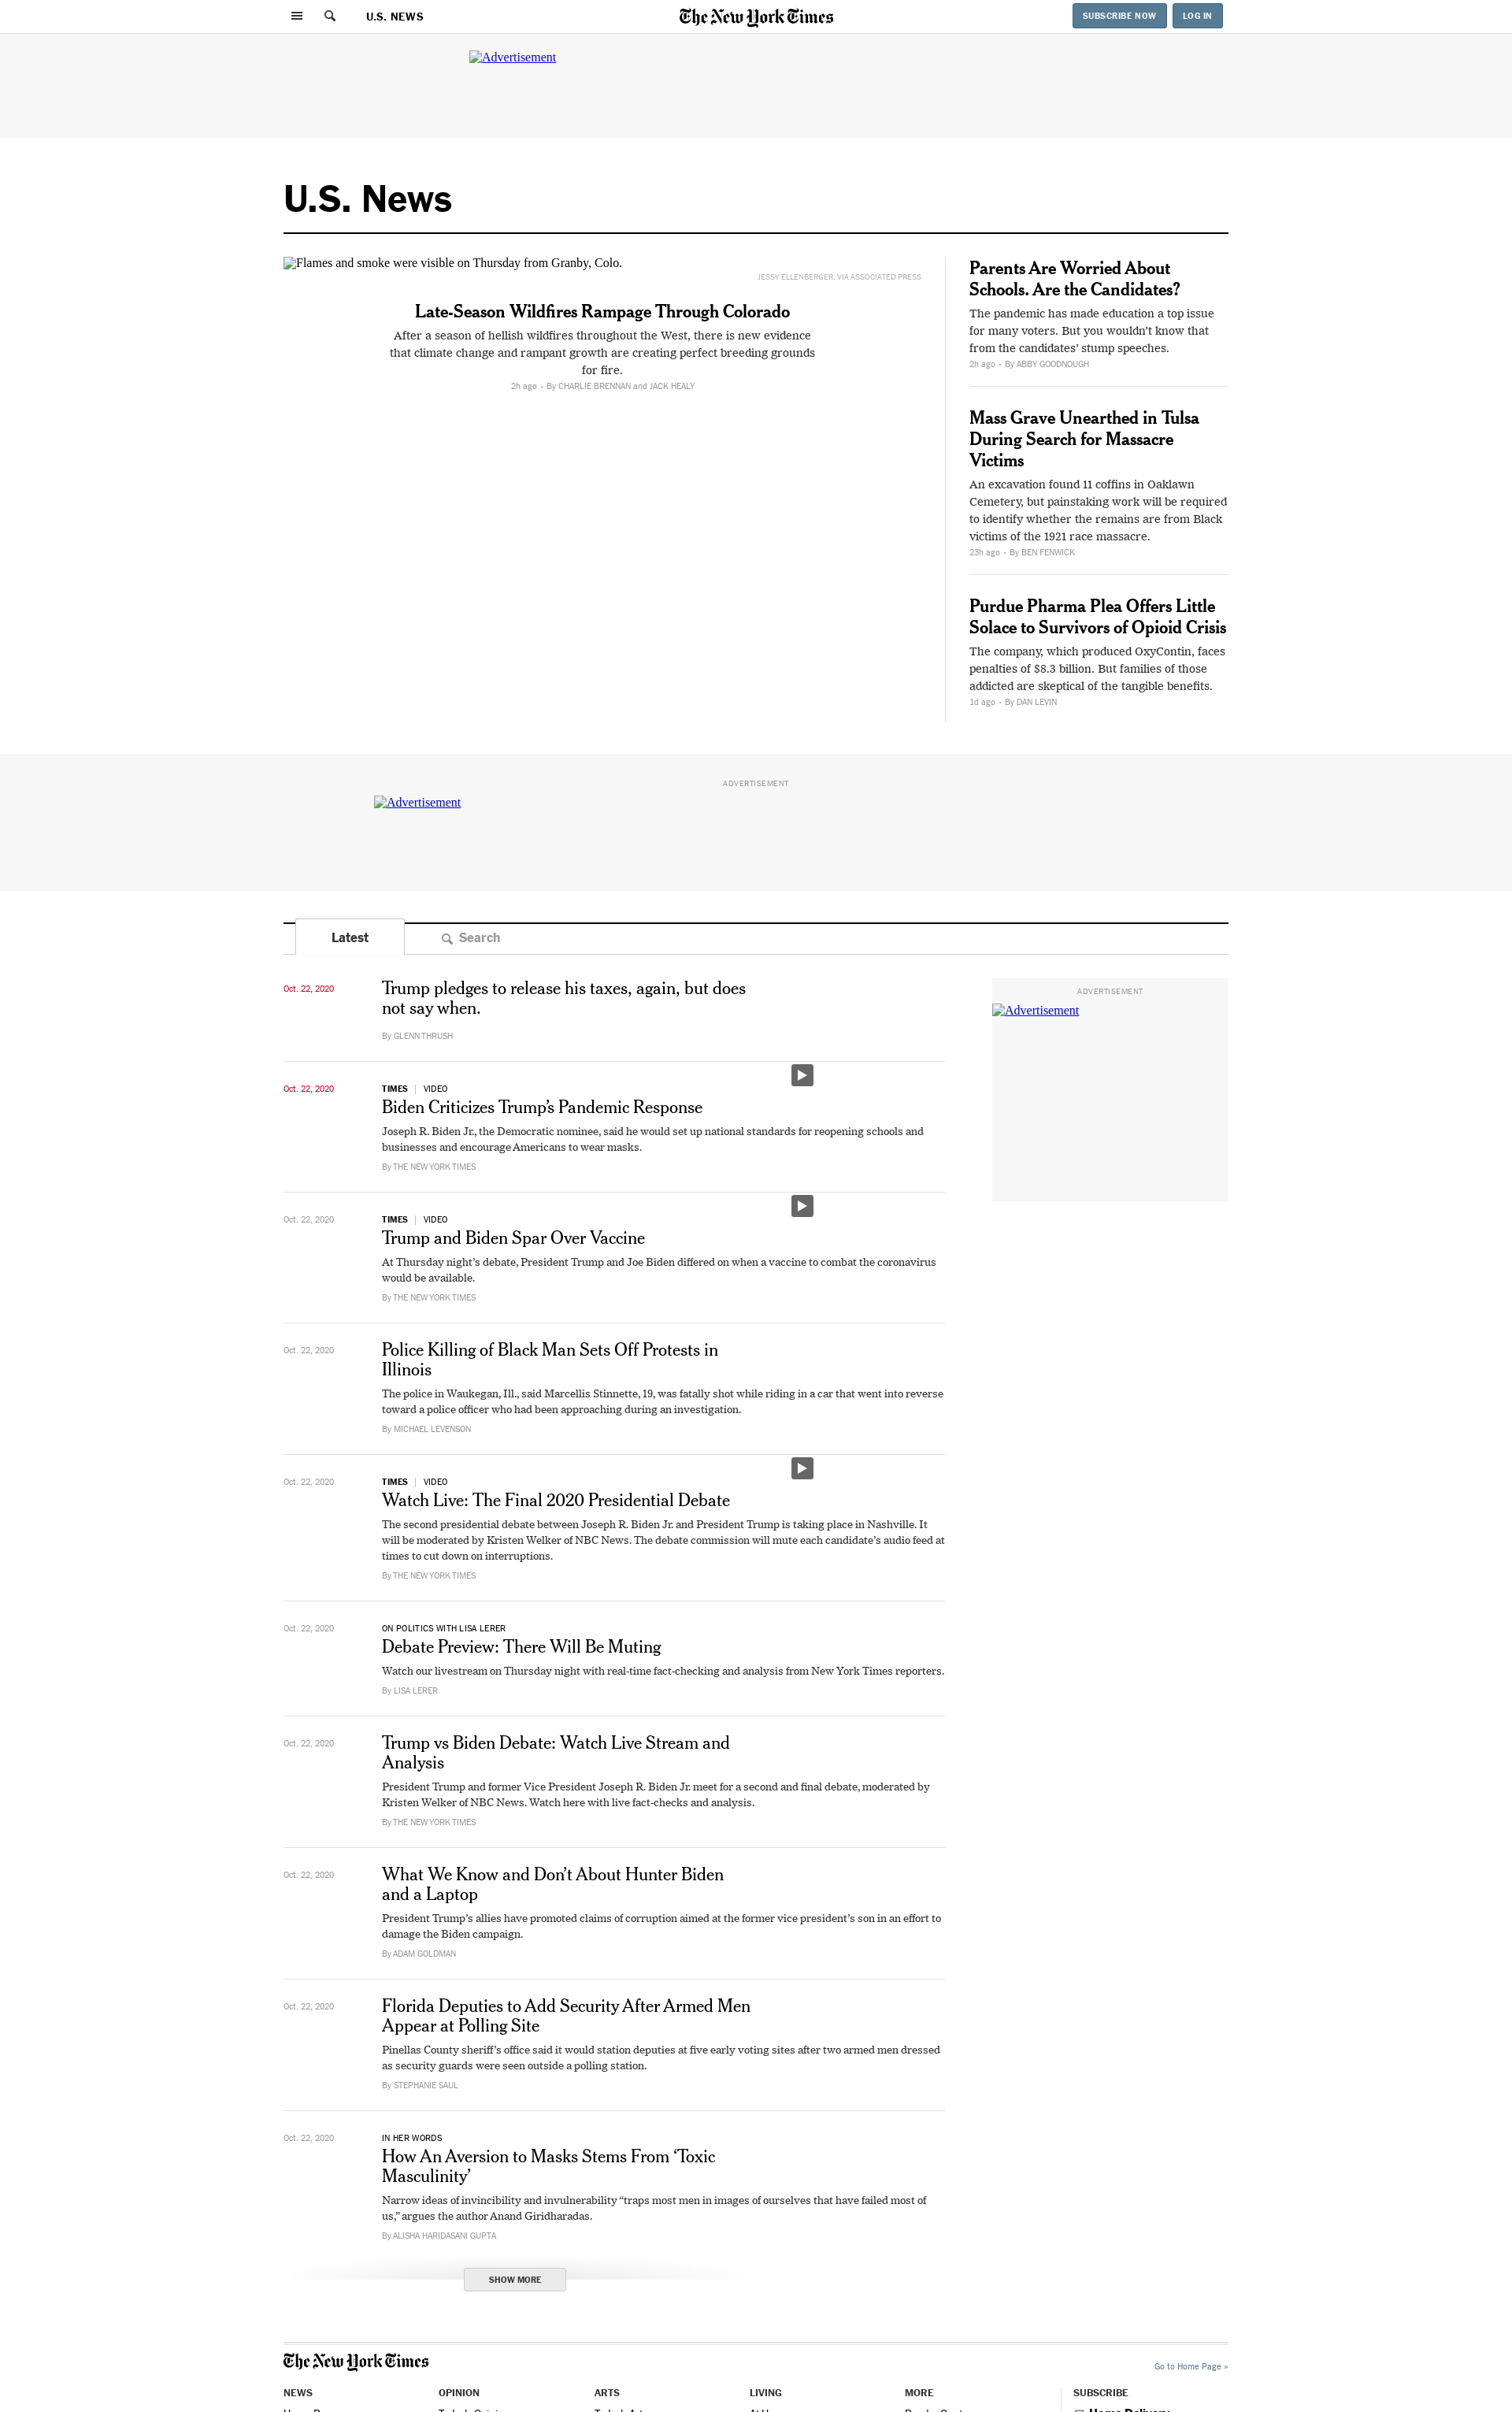 U.S. NEWS
The New York Times
SUBSCRIBE NOW
LOG IN
Advertisement
U.S. News
Flames and smoke were visible on Thursday from Granby, Colo.
JESSY ELLENBERGER, VIA ASSOCIATED PRESS
Late-Season Wildfires Rampage Through Colorado
After a season of hellish wildfires throughout the West, there is new evidence
that climate change and rampant growth are creating perfect breeding grounds
for fire.
2h ago • By CHARLIE BRENNAN and JACK HEALY
Parents Are Worried About
Schools. Are the Candidates?
The pandemic has made education a top issue
for many voters. But you wouldn’t know that
from the candidates’ stump speeches.
2h ago • By ABBY GOODNOUGH
Mass Grave Unearthed in Tulsa
During Search for Massacre
Victims
An excavation found 11 coffins in Oaklawn
Cemetery, but painstaking work will be required
to identify whether the remains are from Black
victims of the 1921 race massacre.
23h ago • By BEN FENWICK
Purdue Pharma Plea Offers Little
Solace to Survivors of Opioid Crisis
The company, which produced OxyContin, faces
penalties of $8.3 billion. But families of those
addicted are skeptical of the tangible benefits.
1d ago • By DAN LEVIN
ADVERTISEMENT
Advertisement
Latest
Search
Oct. 22, 2020
Trump pledges to release his taxes, again, but does
not say when.
By GLENN THRUSH
ADVERTISEMENT
Advertisement
Oct. 22, 2020
TIMES | VIDEO
Biden Criticizes Trump’s Pandemic Response
Joseph R. Biden Jr., the Democratic nominee, said he would set up national standards for reopening schools and
businesses and encourage Americans to wear masks.
By THE NEW YORK TIMES
Oct. 22, 2020
TIMES | VIDEO
Trump and Biden Spar Over Vaccine
At Thursday night’s debate, President Trump and Joe Biden differed on when a vaccine to combat the coronavirus
would be available.
By THE NEW YORK TIMES
Oct. 22, 2020
Police Killing of Black Man Sets Off Protests in
Illinois
The police in Waukegan, Ill., said Marcellis Stinnette, 19, was fatally shot while riding in a car that went into reverse
toward a police officer who had been approaching during an investigation.
By MICHAEL LEVENSON
Oct. 22, 2020
TIMES | VIDEO
Watch Live: The Final 2020 Presidential Debate
The second presidential debate between Joseph R. Biden Jr. and President Trump is taking place in Nashville. It
will be moderated by Kristen Welker of NBC News. The debate commission will mute each candidate’s audio feed at
times to cut down on interruptions.
By THE NEW YORK TIMES
Oct. 22, 2020
ON POLITICS WITH LISA LERER
Debate Preview: There Will Be Muting
Watch our livestream on Thursday night with real-time fact-checking and analysis from New York Times reporters.
By LISA LERER
Oct. 22, 2020
Trump vs Biden Debate: Watch Live Stream and
Analysis
President Trump and former Vice President Joseph R. Biden Jr. meet for a second and final debate, moderated by
Kristen Welker of NBC News. Watch here with live fact-checks and analysis.
By THE NEW YORK TIMES
Oct. 22, 2020
What We Know and Don’t About Hunter Biden
and a Laptop
President Trump’s allies have promoted claims of corruption aimed at the former vice president’s son in an effort to
damage the Biden campaign.
By ADAM GOLDMAN
Oct. 22, 2020
Florida Deputies to Add Security After Armed Men
Appear at Polling Site
Pinellas County sheriff’s office said it would station deputies at five early voting sites after two armed men dressed
as security guards were seen outside a polling station.
By STEPHANIE SAUL
Oct. 22, 2020
IN HER WORDS
How An Aversion to Masks Stems From ‘Toxic
Masculinity’
Narrow ideas of invincibility and invulnerability “traps most men in images of ourselves that have failed most of
us,” argues the author Anand Giridharadas.
By ALISHA HARIDASANI GUPTA
SHOW MORE
The New York Times
Go to Home Page »
NEWS
OPINION
ARTS
LIVING
MORE
SUBSCRIBE
Home Delivery